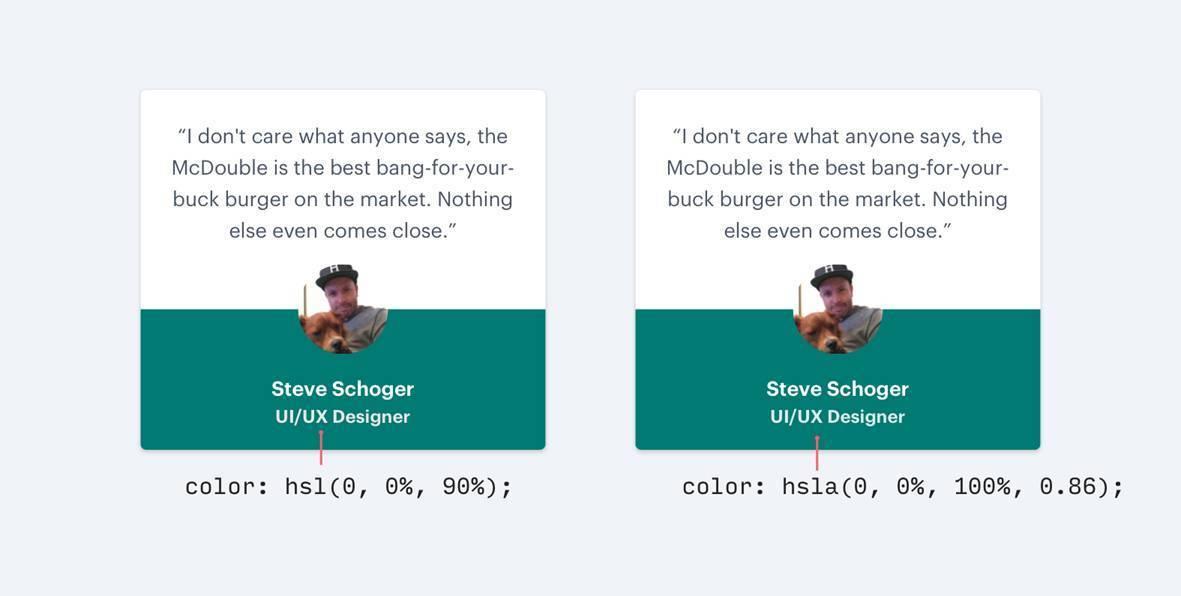 “I don't care what anyone says, the
McDouble is the best bang-for-your-
buck burger on the market. Nothing
else even comes close.”
H
Steve Schoger
UI/UX Designer
color: hsl(0, 0%, 90%);
“I don't care what anyone says, the
McDouble is the best bang-for-your-
buck burger on the market. Nothing
else even comes close.”
H
Steve Schoger
UI/UX Designer
color: hsla(0, 0%, 100%, 0.86);